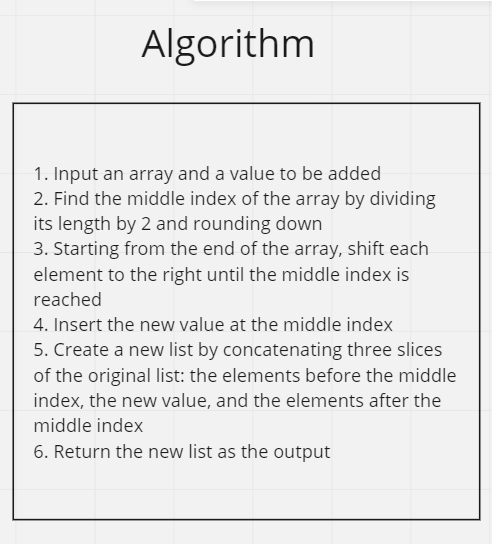 Algorithm
1. Input an array and a value to be added
2. Find the middle index of the array by dividing
its length by 2 and rounding down
3. Starting from the end of the array, shift each
element to the right until the middle index is
reached
4. Insert the new value at the middle index
5. Create a new list by concatenating three slices
of the original list: the elements before the middle
index, the new value, and the elements after the
middle index
6. Return the new list as the output